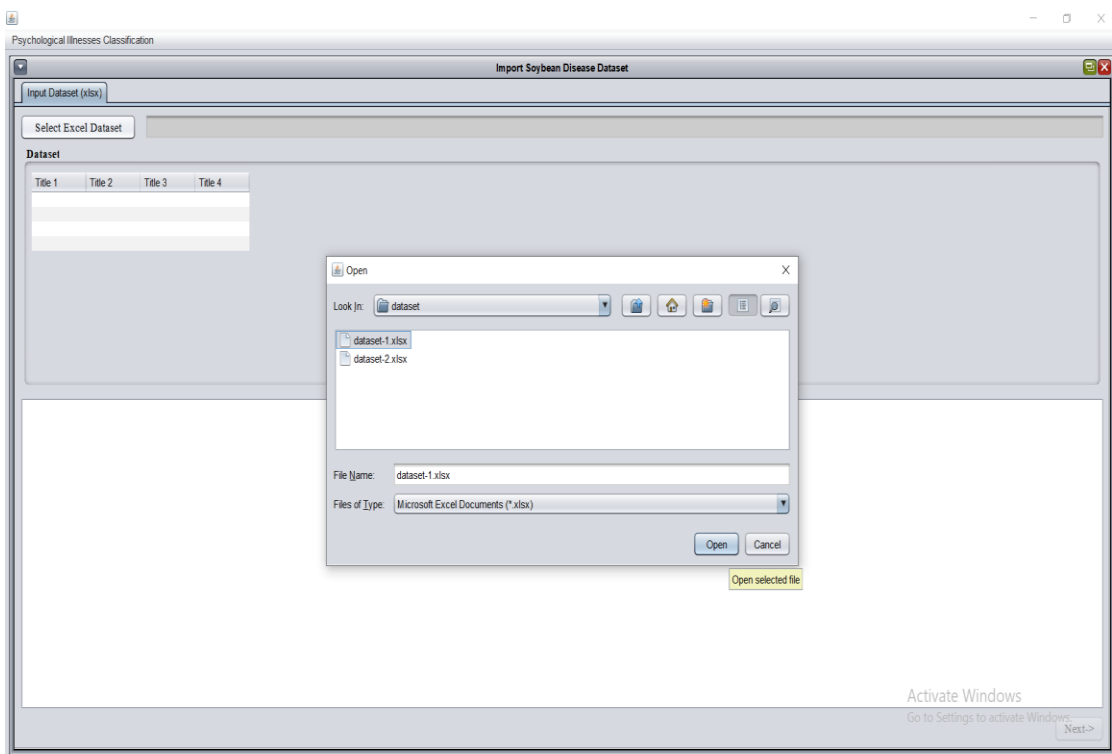 Psychological Illnesses Classification
Import Soybean Disease Dataset
Input Dataset (xlsx)
Select Excel Dataset
Dataset
Title 1 Title 2 Title 3 Title 4
Open
Look In: dataset
dataset-1.xlsx
dataset-2.xlsx
File Name: dataset-1.xlsx
Files of Type: Microsoft Excel Documents (*.xlsx)
Open Cancel
Open selected file
Activate Windows
Go to Settings to activate Windows.
Next->